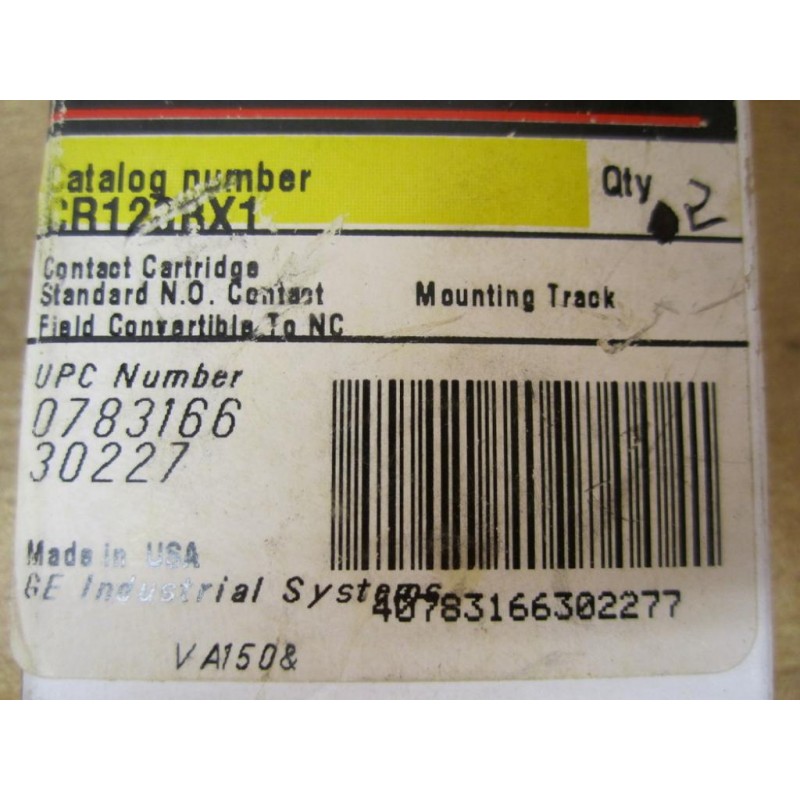 Catalog number
Qty 2
Contact Cartridge
Standard N.O. Contact Mounting Track
Field Convertible To NC
UPC Number
0783166
30227
Made in USA
GE Industrial Systems
40783166302277
VA150&